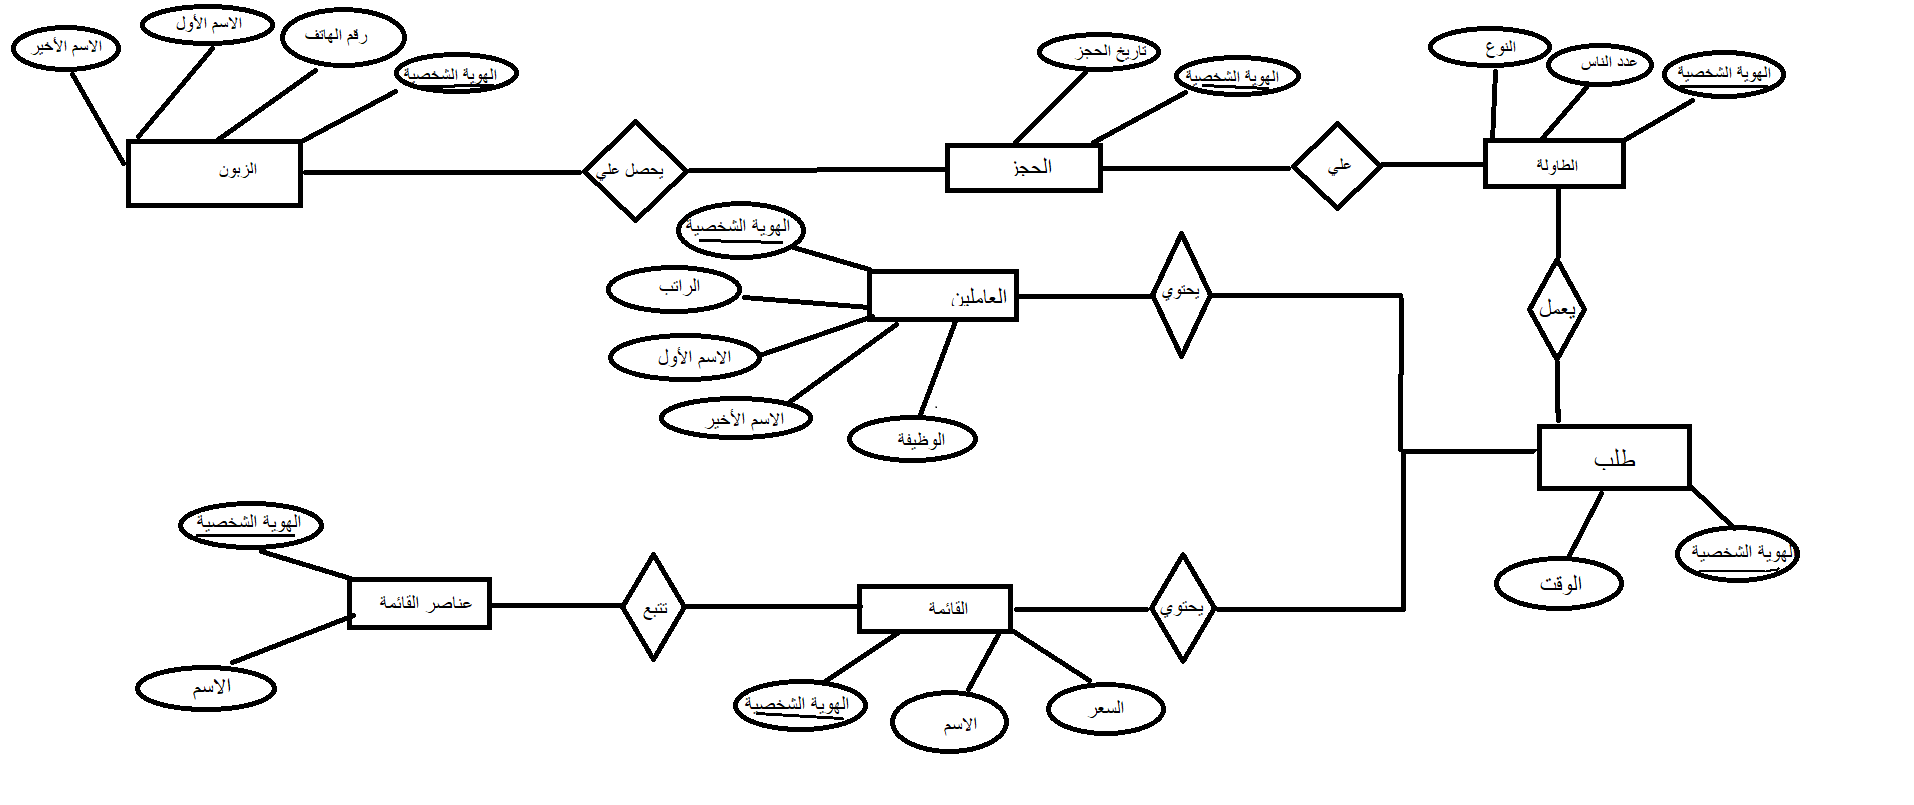 الاسم الأخير
الاسم الأول
رقم الهاتف
الهوية الشخصية
الزبون
يحصل علي
تاريخ الحجز
الهوية الشخصية
الحجز
علي
النوع
عدد الناس
الهوية الشخصية
الطاولة
الهوية الشخصية
الراتب
الاسم الأول
الاسم الأخير
الوظيفة
العاملين
يحتوي
يعمل
طلب
الوقت
الهوية الشخصية
الهوية الشخصية
عناصر القائمة
الاسم
تتبع
القائمة
يحتوي
الهوية الشخصية
الاسم
السعر